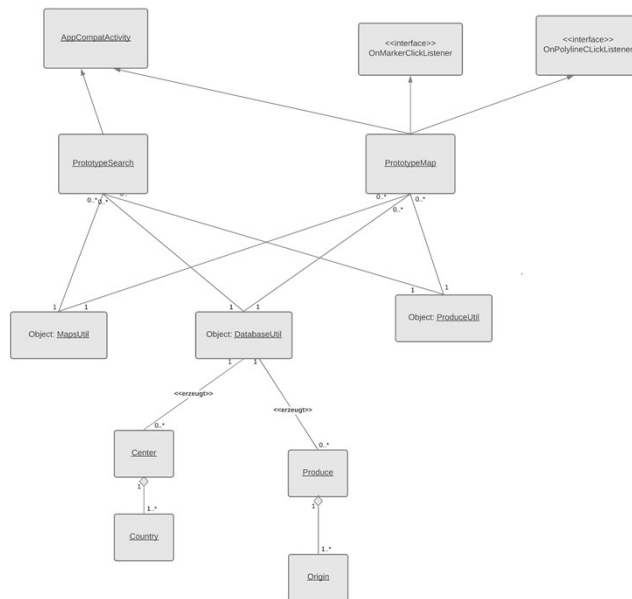 AppCompatActivity
<<interface>>
OnMarkerClickListener
<<interface>>
OnPolylineCLickListener
PrototypeSearch
PrototypeMap
0..*
0..*
0..
0..*
0..*
0..*
1
1
1
1
1
1
Object: MapsUtil
Object: DatabaseUtil
Object: ProduceUtil
1
1
<<erzeugt>>
<<erzeugt>>
0..*
0..*
Center
Produce
1
1
1..*
1..*
Country
Origin